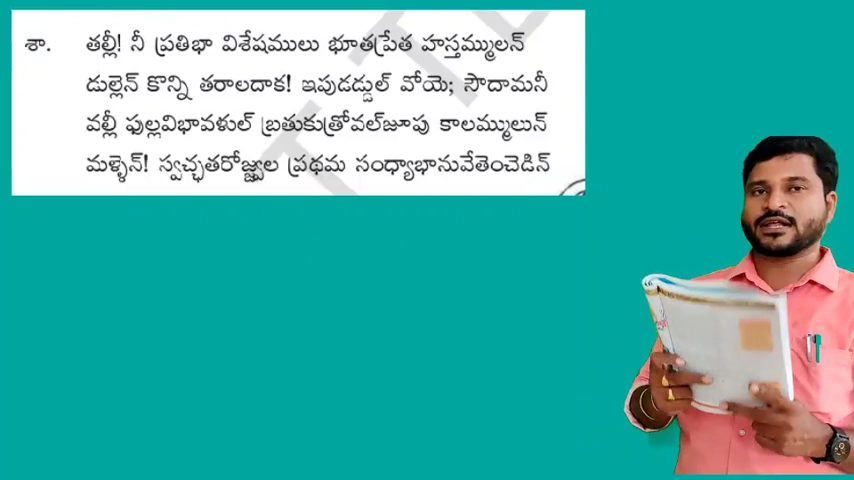 శా. తల్లీ! నీ ప్రతిభా విశేషములు భూతప్రేత హస్తమ్ములన్
డుల్లెన్ కొన్ని తరాలదాక! ఇపుడడ్డుల్ వోయె; సౌదామనీ
వల్లీ ఫుల్లవిభావళుల్ బ్రతుకుత్రోవల్‌జూపు కాలమ్ములున్
మళ్ళెన్! స్వచ్ఛతరోజ్జ్వల ప్రథమ సంధ్యాభానువేతెంచెడిన్